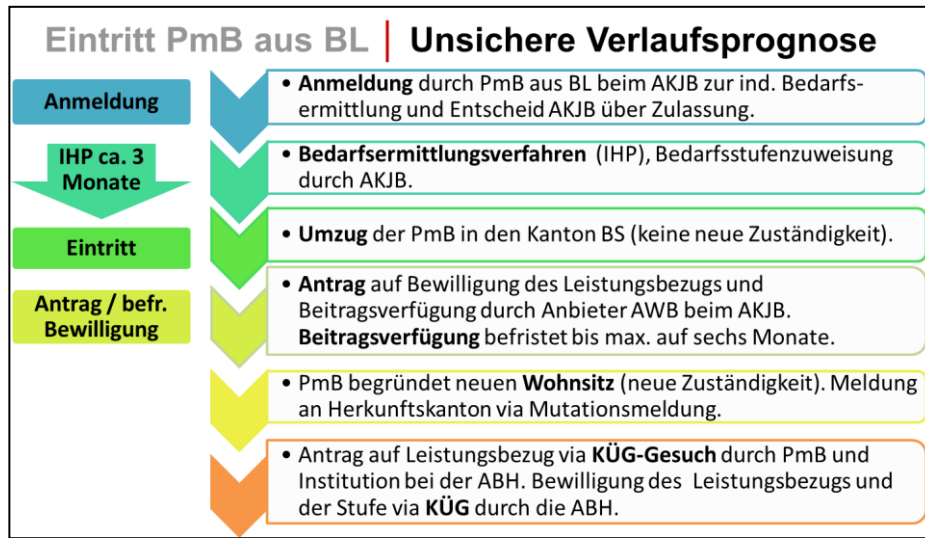 Eintritt PmB aus BL | Unsichere Verlaufsprognose
Anmeldung
• Anmeldung durch PmB aus BL beim AKJB zur ind. Bedarfs-
ermittlung und Entscheid AKJB über Zulassung.
IHP ca. 3
Monate
• Bedarfsermittlungsverfahren (IHP), Bedarfsstufenzuweisung
durch AKJB.
Eintritt
• Umzug der PmB in den Kanton BS (keine neue Zuständigkeit).
Antrag / befr.
Bewilligung
• Antrag auf Bewilligung des Leistungsbezugs und
Beitragsverfügung durch Anbieter AWB beim AKJB.
Beitragsverfügung befristet bis max. auf sechs Monate.
• PmB begründet neuen Wohnsitz (neue Zuständigkeit). Meldung
an Herkunftskanton via Mutationsmeldung.
• Antrag auf Leistungsbezug via KÜG-Gesuch durch PmB und
Institution bei der ABH. Bewilligung des Leistungsbezugs und
der Stufe via KÜG durch die ABH.